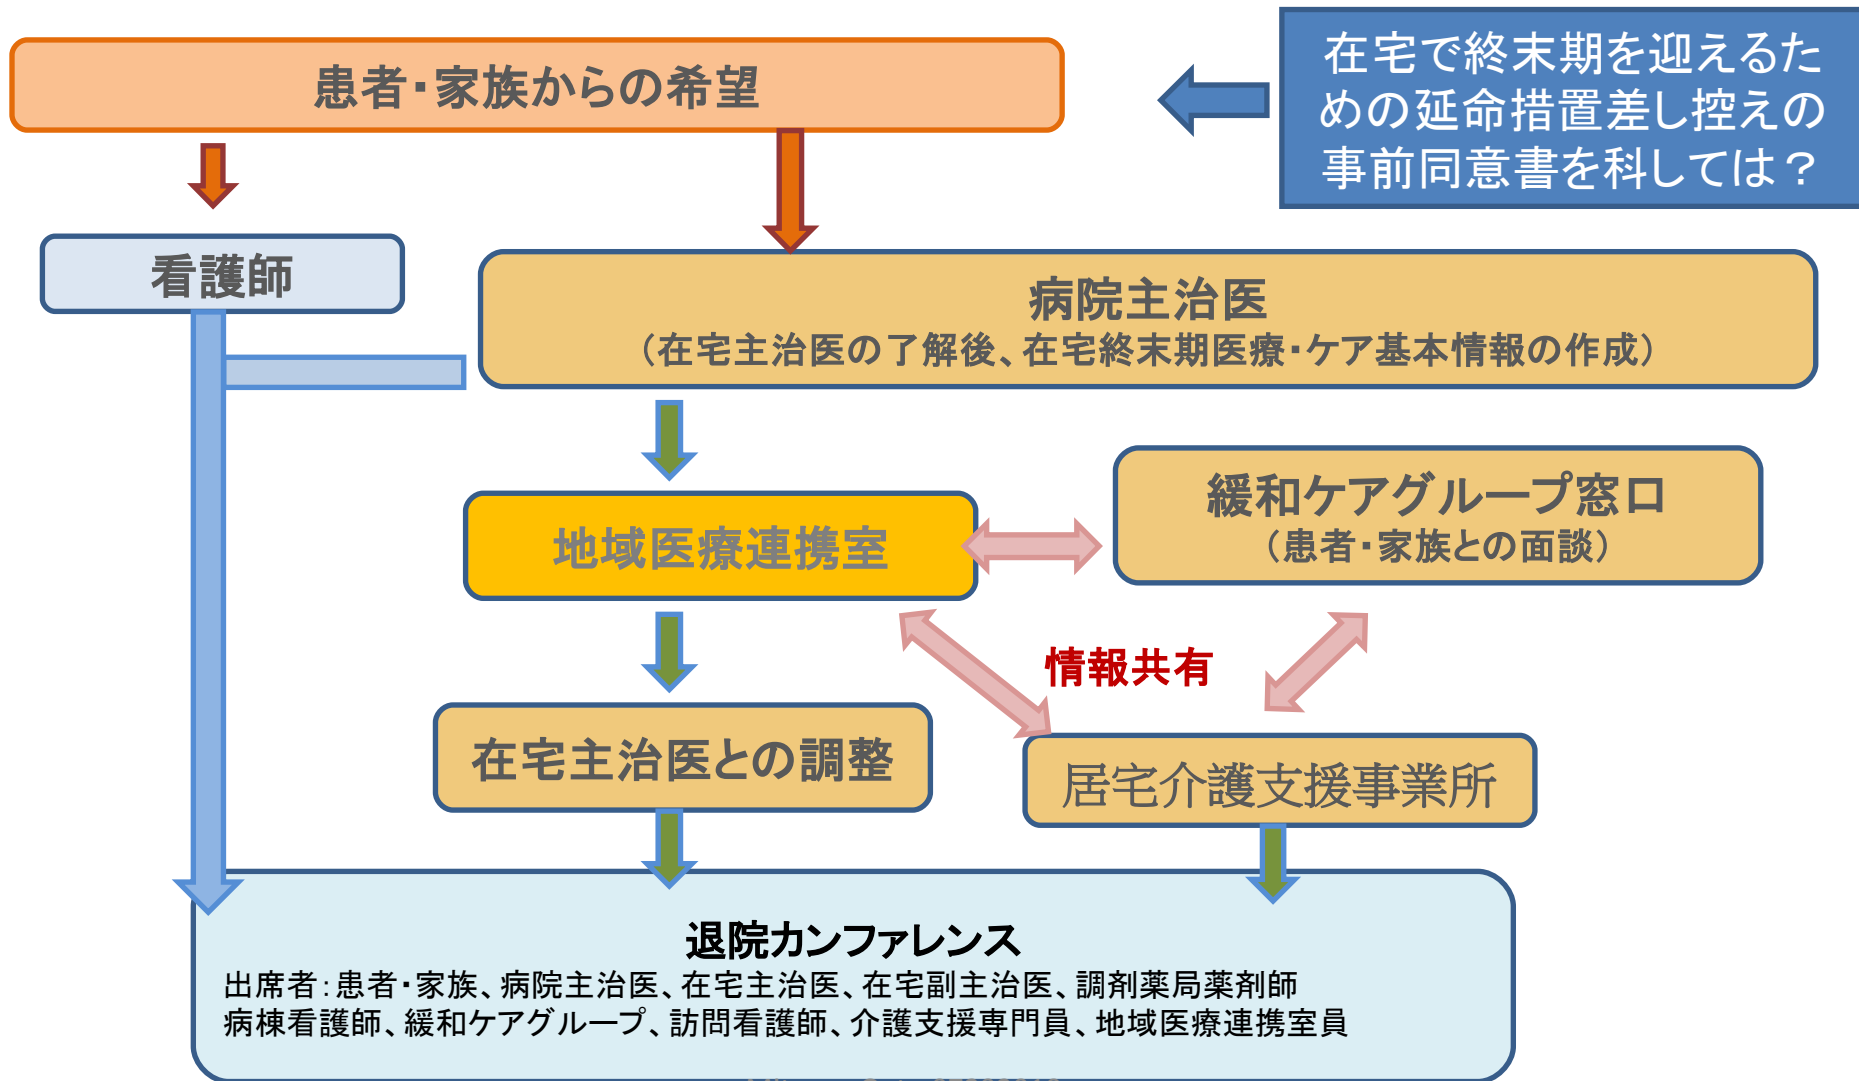 患者・家族からの希望
在宅で終末期を迎えるた
めの延命措置差し控えの
事前同意書を科しては？
看護師
病院主治医
（在宅主治医の了解後、在宅終末期医療・ケア基本情報の作成）
地域医療連携室
緩和ケアグループ窓口
（患者・家族との面談）
情報共有
在宅主治医との調整
居宅介護支援事業所
退院カンファレンス
出席者：患者・家族、病院主治医、在宅主治医、在宅副主治医、調剤薬局薬剤師
病棟看護師、緩和ケアグループ、訪問看護師、介護支援専門員、地域医療連携室員